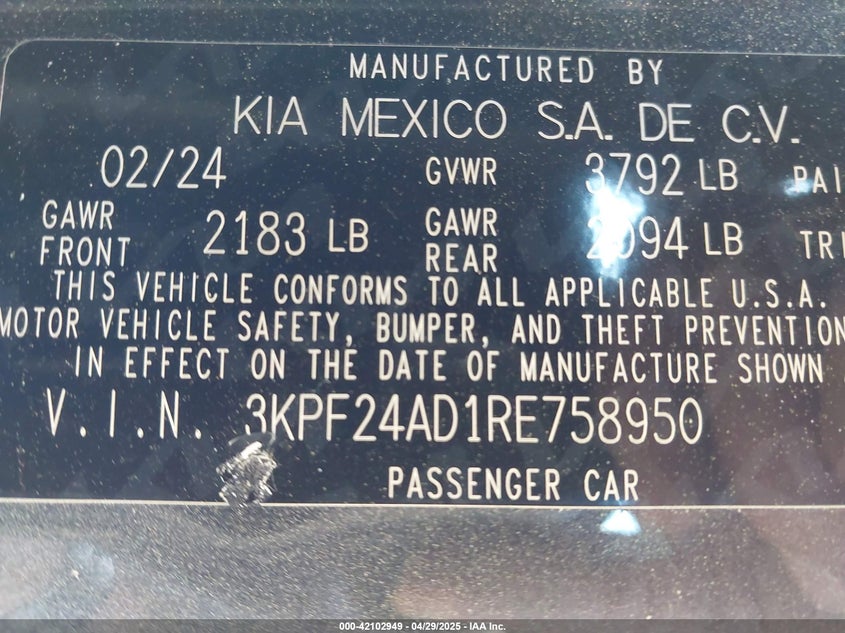 MANUFACTURED BY
KIA MEXICO S.A. DE C.V.
02/24 GVWR 3792 LB
GAWR FRONT 2183 LB GAWR REAR 2094 LB
THIS VEHICLE CONFORMS TO ALL APPLICABLE U.S.A.
MOTOR VEHICLE SAFETY, BUMPER, AND THEFT PREVENTION
IN EFFECT ON THE DATE OF MANUFACTURE SHOWN
V.I.N. 3KPF24AD1RE758950
PASSENGER CAR
000-42102949 - 04/29/2025 - IAA Inc.